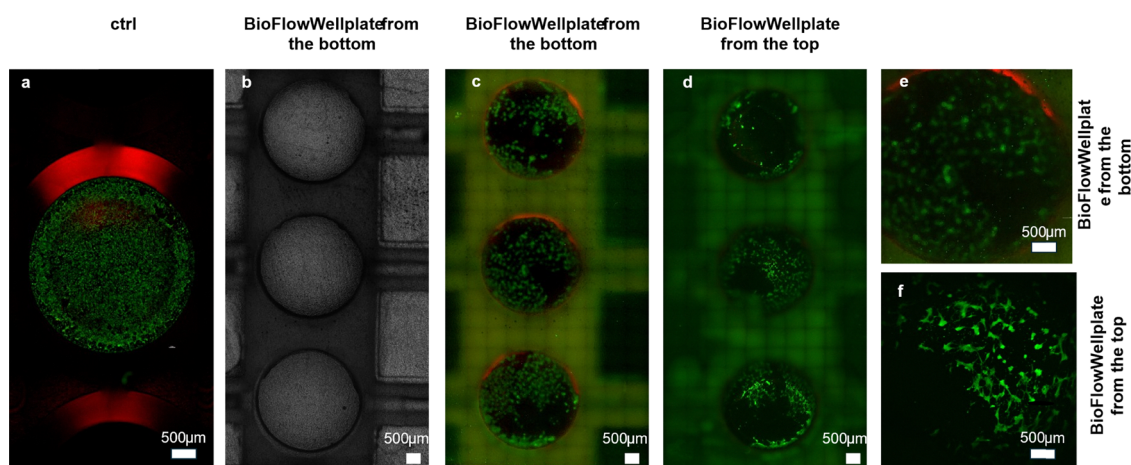 ctrl
BioFlowWellplatefrom
the bottom
BioFlowWellplatefrom
the bottom
BioFlowWellplate
from the top
a
b
c
d
e
f
500µm
500µm
500µm
500µm
500µm
500µm
BioFlowWellplat
e from the
bottom
BioFlowWellplate
from the top